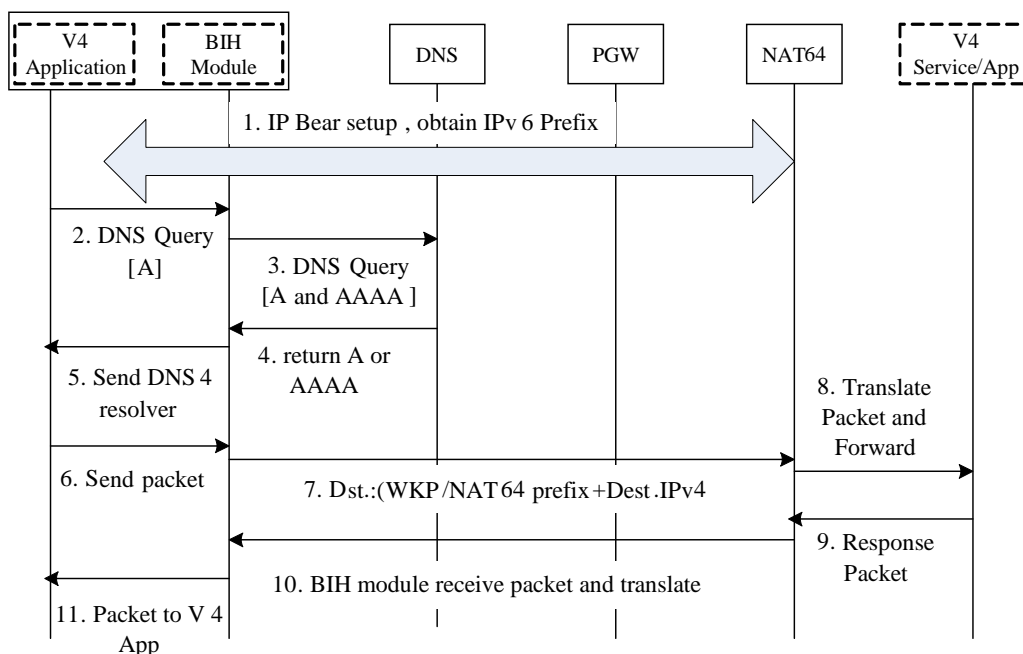 V4
Application
BIH
Module
DNS
PGW
NAT64
V4
Service/App
1. IP Bear setup , obtain IPv 6 Prefix
2. DNS Query
[A]
3. DNS Query
[A and AAAA ]
4. return A or
AAAA
5. Send DNS 4
resolver
6. Send packet
7. Dst.:(WKP/NAT64 prefix+Dest.IPv4
8. Translate
Packet and
Forward
9. Response
Packet
10. BIH module receive packet and translate
11. Packet to V 4
App